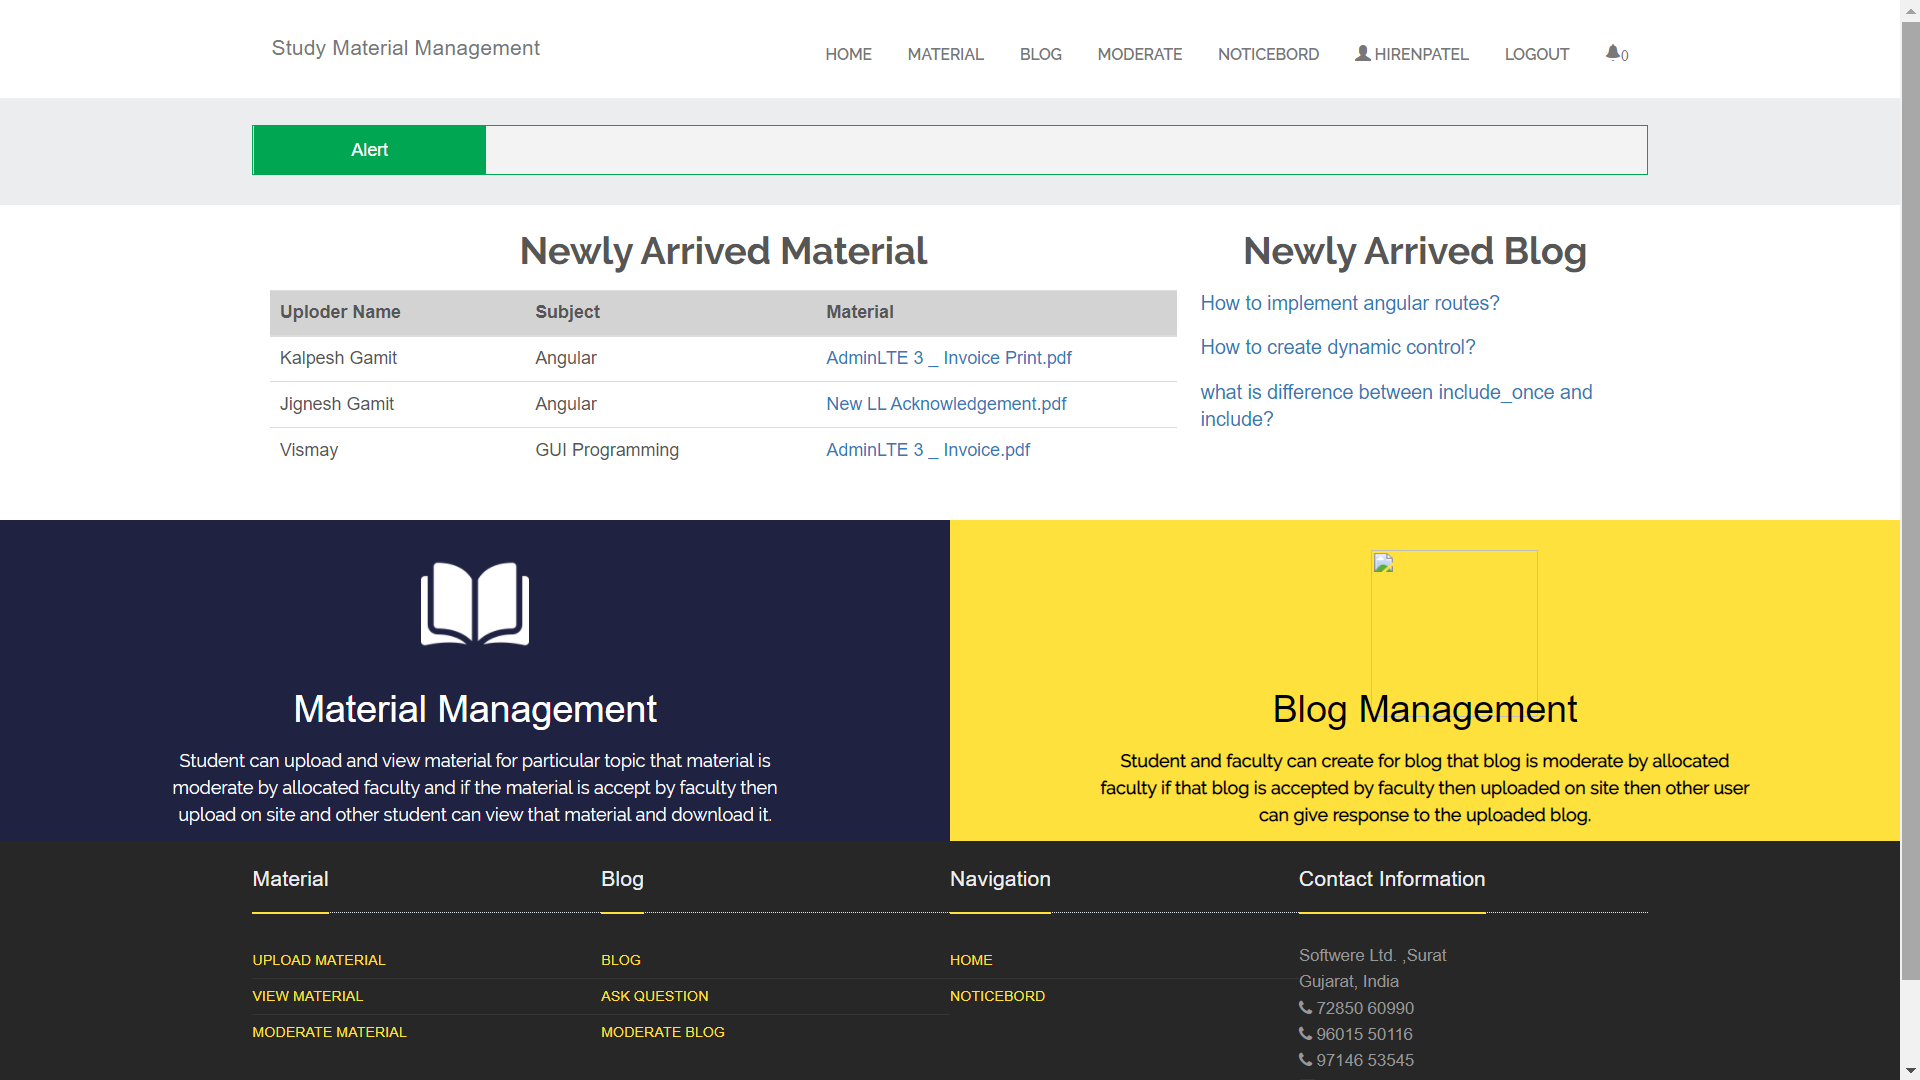 Study Material Management
HOME MATERIAL BLOG MODERATE NOTICEBORD HIRENPATEL LOGOUT 0
Alert
Newly Arrived Material
Uploder Name Subject Material
Kalpesh Gamit Angular AdminLTE 3 _ Invoice Print.pdf
Jignesh Gamit Angular New LL Acknowledgement.pdf
Vismay GUI Programming AdminLTE 3 _ Invoice.pdf
Newly Arrived Blog
How to implement angular routes?
How to create dynamic control?
what is difference between include_once and
include?
Material Management
Student can upload and view material for particular topic that material is
moderate by allocated faculty and if the material is accept by faculty then
upload on site and other student can view that material and download it.
Blog Management
Student and faculty can create for blog that blog is moderate by allocated
faculty if that blog is accepted by faculty then uploaded on site then other user
can give response to the uploaded blog.
Material
UPLOAD MATERIAL
VIEW MATERIAL
MODERATE MATERIAL
Blog
BLOG
ASK QUESTION
MODERATE BLOG
Navigation
HOME
NOTICEBORD
Contact Information
Softwere Ltd. ,Surat
Gujarat, India
72850 60990
96015 50116
97146 53545